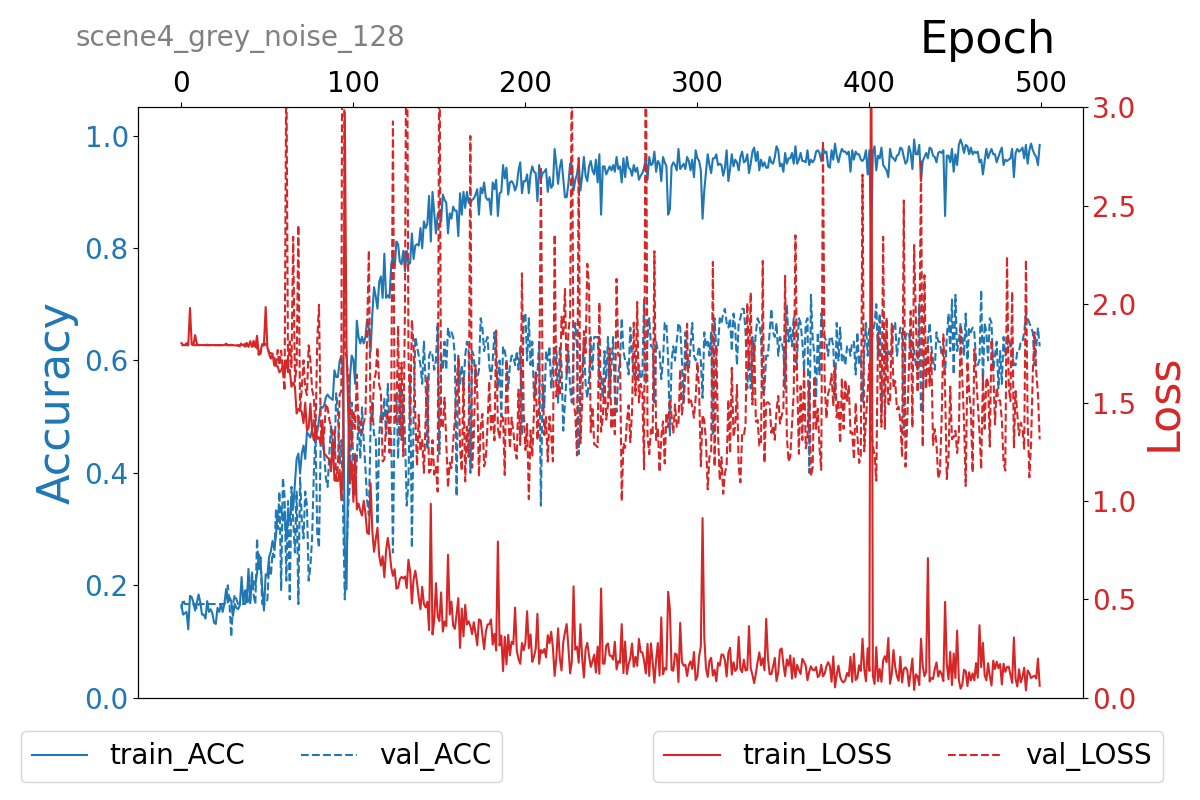 scene4_grey_noise_128
Epoch
0 100 200 300 400 500
1.0 3.0
0.8 2.5
0.6 2.0
0.4 1.5
0.2 1.0
0.0 0.5
0.0
Accuracy
Loss
train_ACC val_ACC train_LOSS val_LOSS